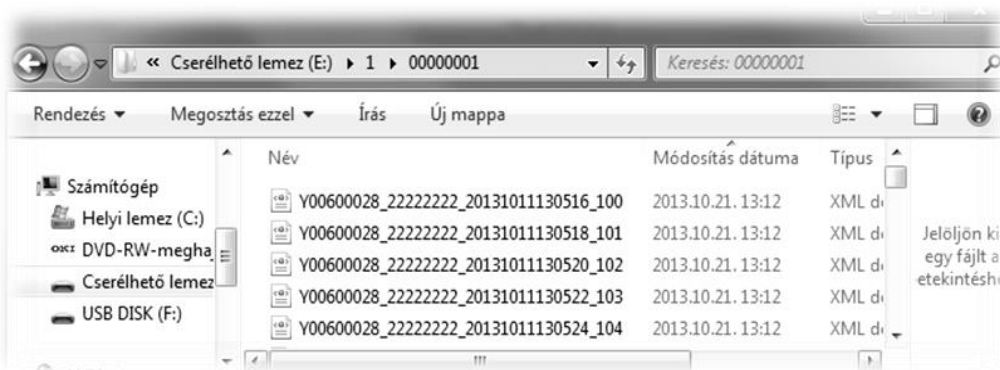 « Cserélhető lemez (E:) ▸ 1 ▸ 00000001 Keresés: 00000001
Rendezés ▾ Megosztás ezzel ▾ Írás Új mappa
Név Módosítás dátuma Típus
Számítógép
Helyi lemez (C:)
DVD-RW-megha
Cserélhető lemez
USB DISK (F:)
Y00600028_22222222_20131011130516_100 2013.10.21. 13:12 XML d
Y00600028_22222222_20131011130518_101 2013.10.21. 13:12 XML d
Y00600028_22222222_20131011130520_102 2013.10.21. 13:12 XML d
Y00600028_22222222_20131011130522_103 2013.10.21. 13:12 XML d
Y00600028_22222222_20131011130524_104 2013.10.21. 13:12 XML d
Jelöljön ki
egy fájlt a
etekintésh